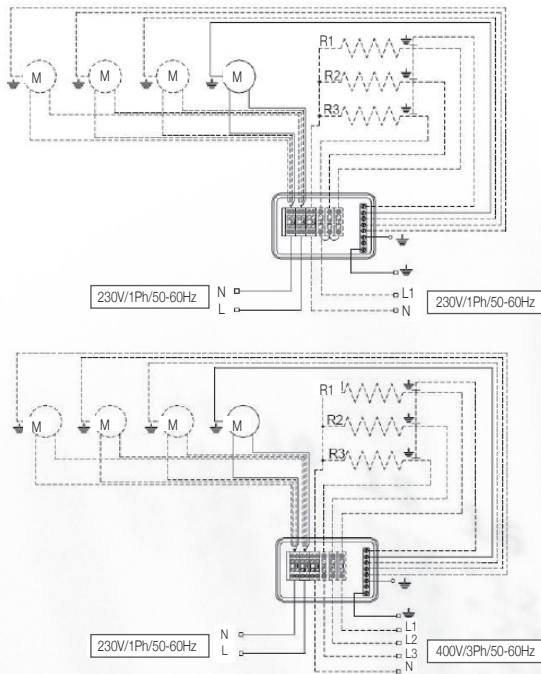 R1
M M M M
R2
R3
N
230V/1Ph/50-60Hz
L
L1
230V/1Ph/50-60Hz
N
R1
M M M M
R2
R3
N
230V/1Ph/50-60Hz
L
L1
L2
L3
400V/3Ph/50-60Hz
N